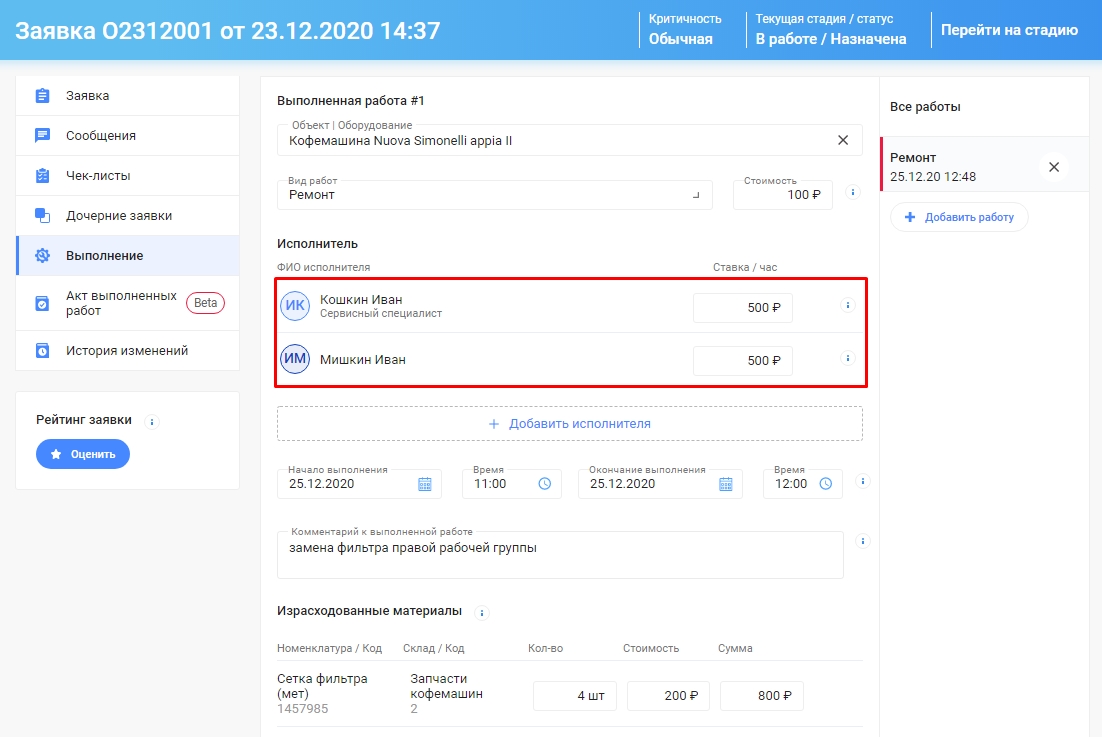 Заявка O2312001 от 23.12.2020 14:37
Критичность
Обычная
Текущая стадия / статус
В работе / Назначена
Перейти на стадию
Заявка
Сообщения
Чек-листы
Дочерние заявки
Выполнение
Акт выполненных
работ
Beta
История изменений
Рейтинг заявки
Оценить
Выполненная работа #1
Объект | Оборудование
Кофемашина Nuova Simonelli appia II
Вид работ
Ремонт
Стоимость
100 ₽
Исполнитель
ФИО исполнителя
Ставка / час
ИК
Кошкин Иван
Сервисный специалист
500 ₽
ИМ
Мишкин Иван
500 ₽
Добавить исполнителя
Начало выполнения
25.12.2020
Время
11:00
Окончание выполнения
25.12.2020
Время
12:00
Комментарий к выполненной работе
замена фильтра правой рабочей группы
Израсходованные материалы
Номенклатура / Код
Склад / Код
Кол-во
Стоимость
Сумма
Сетка фильтра
(мет)
1457985
Запчасти
кофемашин
2
4 шт
200 ₽
800 ₽
Все работы
Ремонт
25.12.20 12:48
Добавить работу